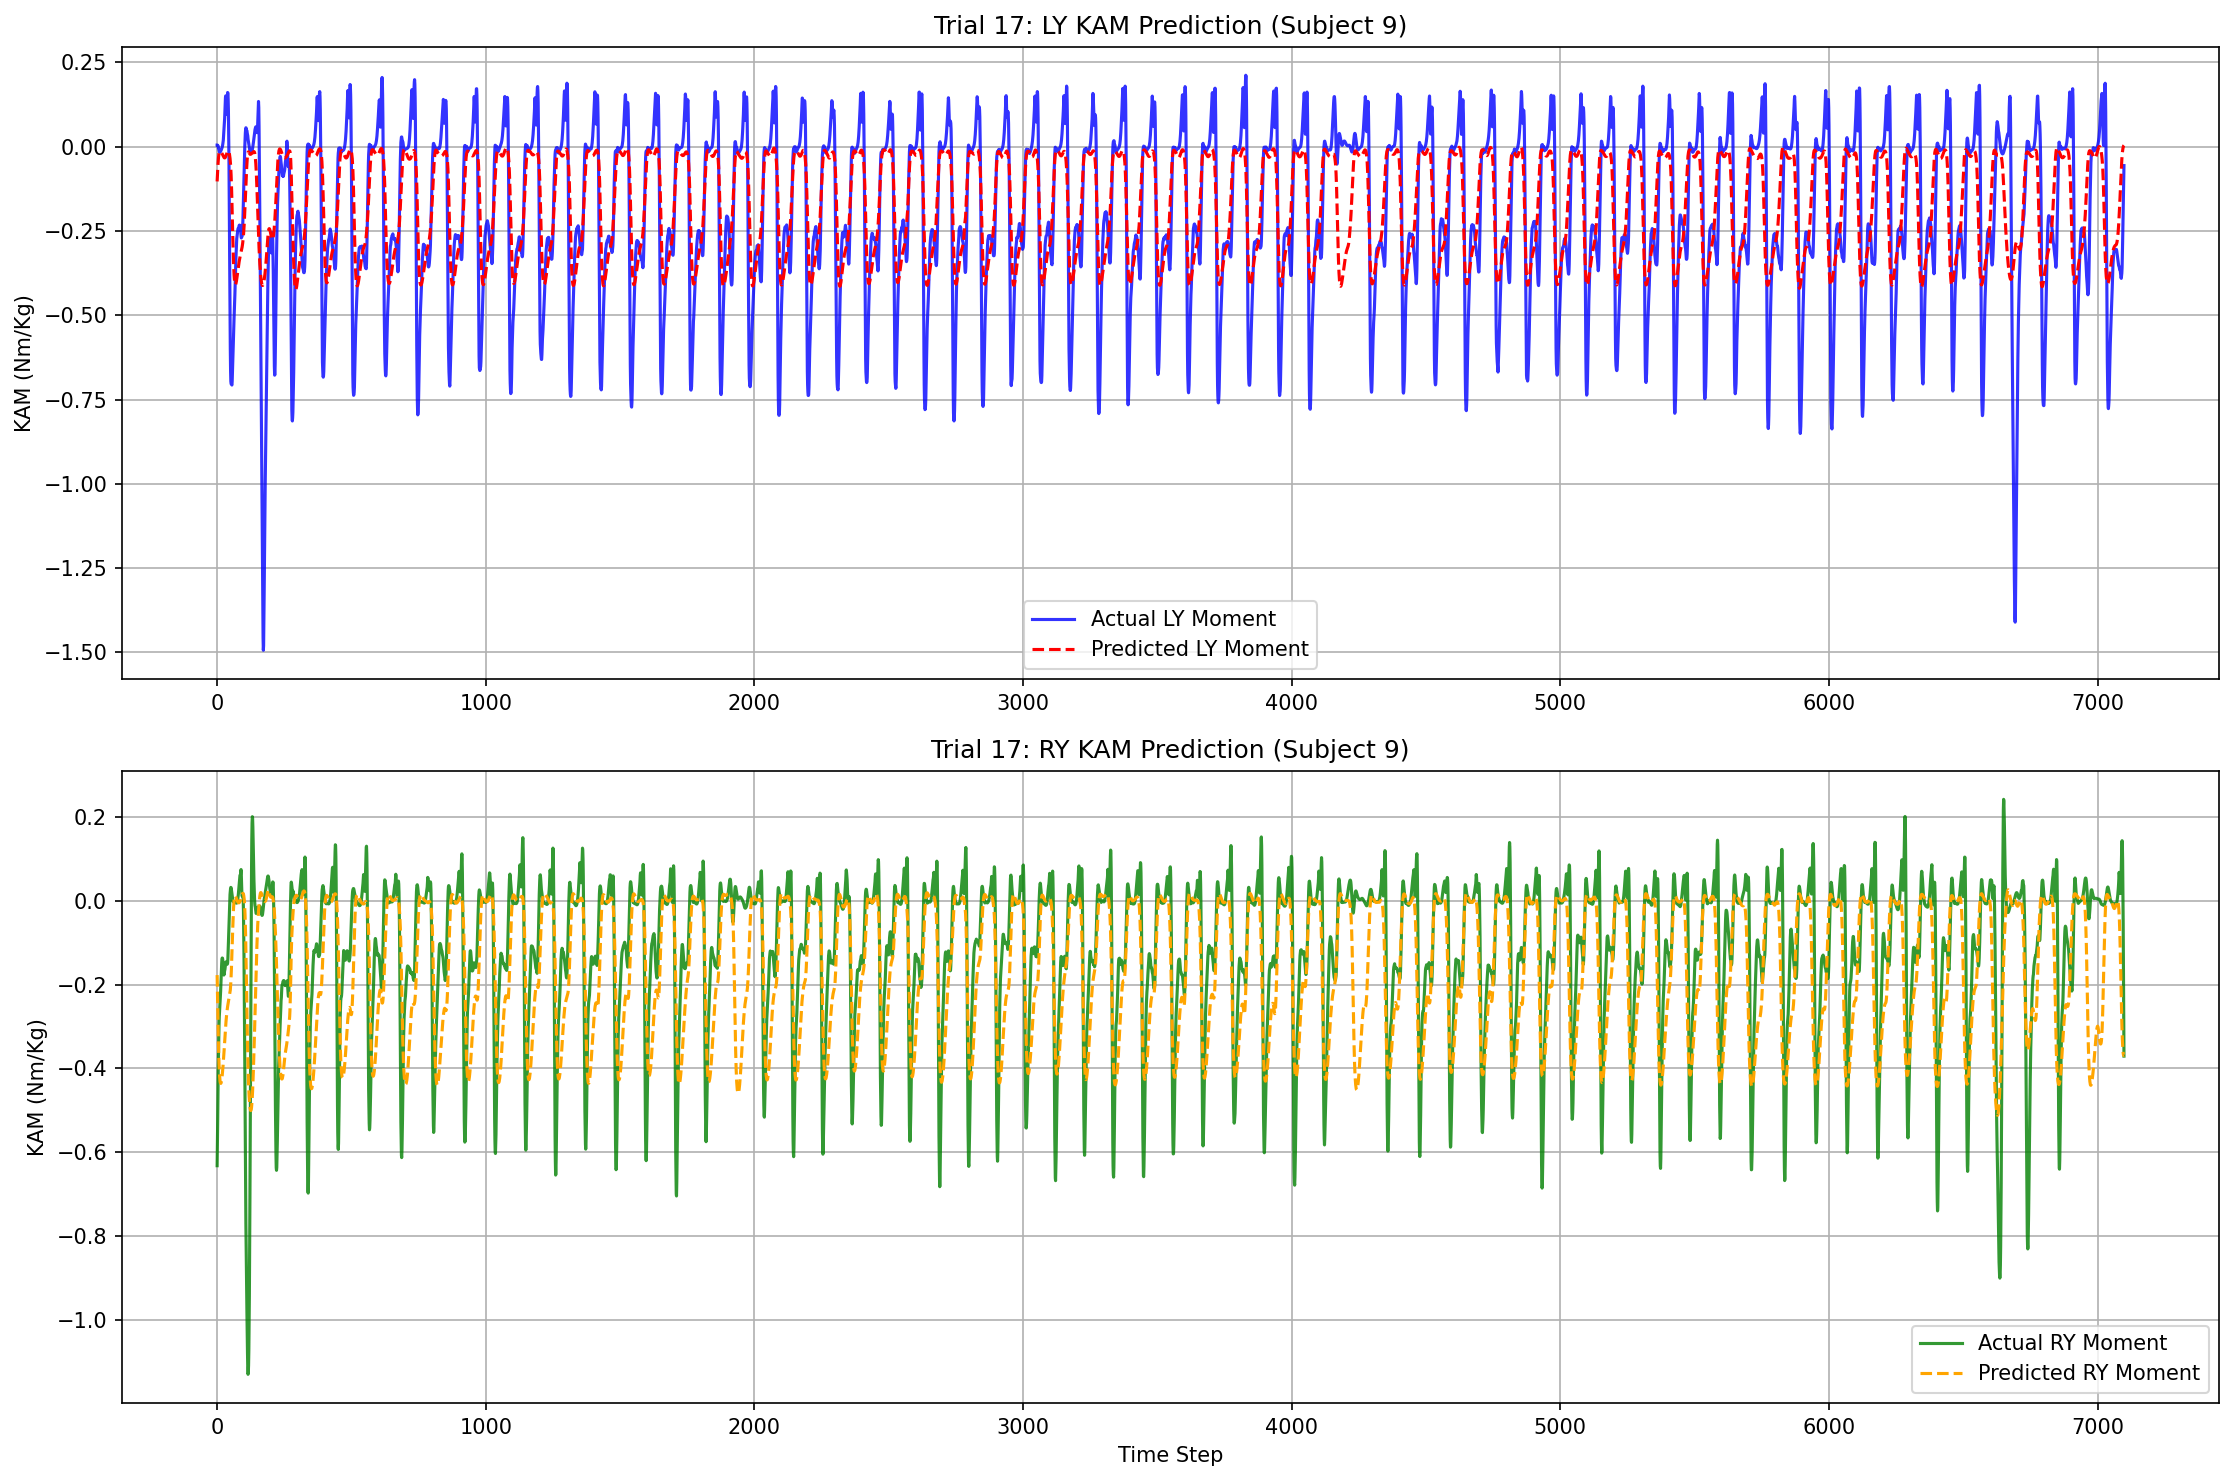 Trial 17: LY KAM Prediction (Subject 9)
KAM (Nm/Kg)
0.25
0.00
−0.25
−0.50
−0.75
−1.00
−1.25
−1.50
Actual LY Moment
Predicted LY Moment
0 1000 2000 3000 4000 5000 6000 7000
Trial 17: RY KAM Prediction (Subject 9)
KAM (Nm/Kg)
0.2
0.0
−0.2
−0.4
−0.6
−0.8
−1.0
Actual RY Moment
Predicted RY Moment
0 1000 2000 3000 4000 5000 6000 7000
Time Step